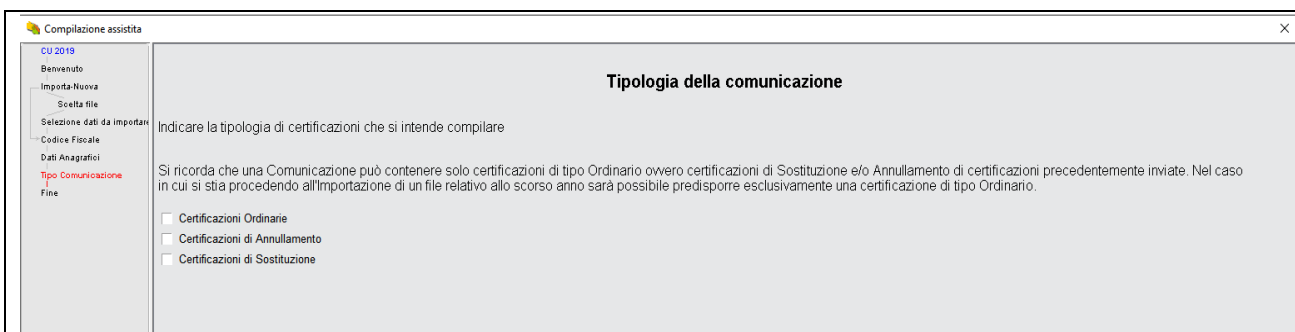 Compilazione assistita
CU 2019
Benvenuto
Importa-Nuova
Scelta file
Selezione dati da importare
Codice Fiscale
Dati Anagrafici
Tipo Comunicazione
Fine
Tipologia della comunicazione
Indicare la tipologia di certificazioni che si intende compilare
Si ricorda che una Comunicazione può contenere solo certificazioni di tipo Ordinario ovvero certificazioni di Sostituzione e/o Annullamento di certificazioni precedentemente inviate. Nel caso
in cui si stia procedendo all'Importazione di un file relativo allo scorso anno sarà possibile predisporre esclusivamente una certificazione di tipo Ordinario.
Certificazioni Ordinarie
Certificazioni di Annullamento
Certificazioni di Sostituzione